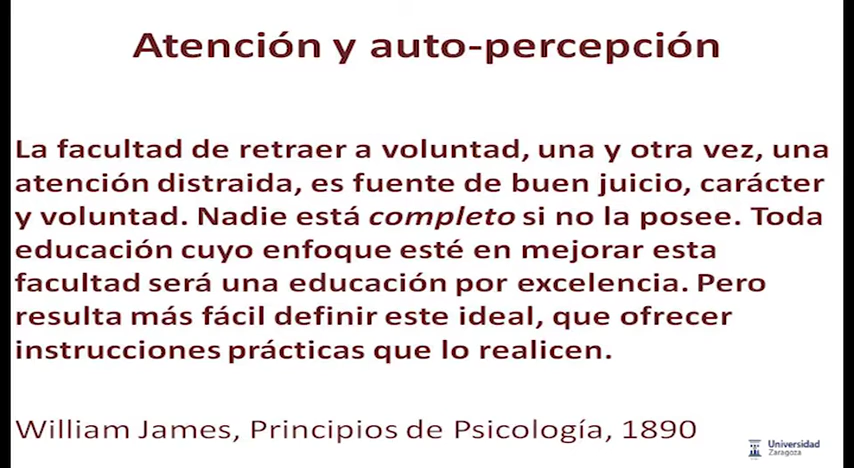 Atención y auto-percepción
La facultad de retraer a voluntad, una y otra vez, una
atención distraida, es fuente de buen juicio, carácter
y voluntad. Nadie está completo si no la posee. Toda
educación cuyo enfoque esté en mejorar esta
facultad será una educación por excelencia. Pero
resulta más fácil definir este ideal, que ofrecer
instrucciones prácticas que lo realicen.
William James, Principios de Psicología, 1890
Universidad
Zaragoza